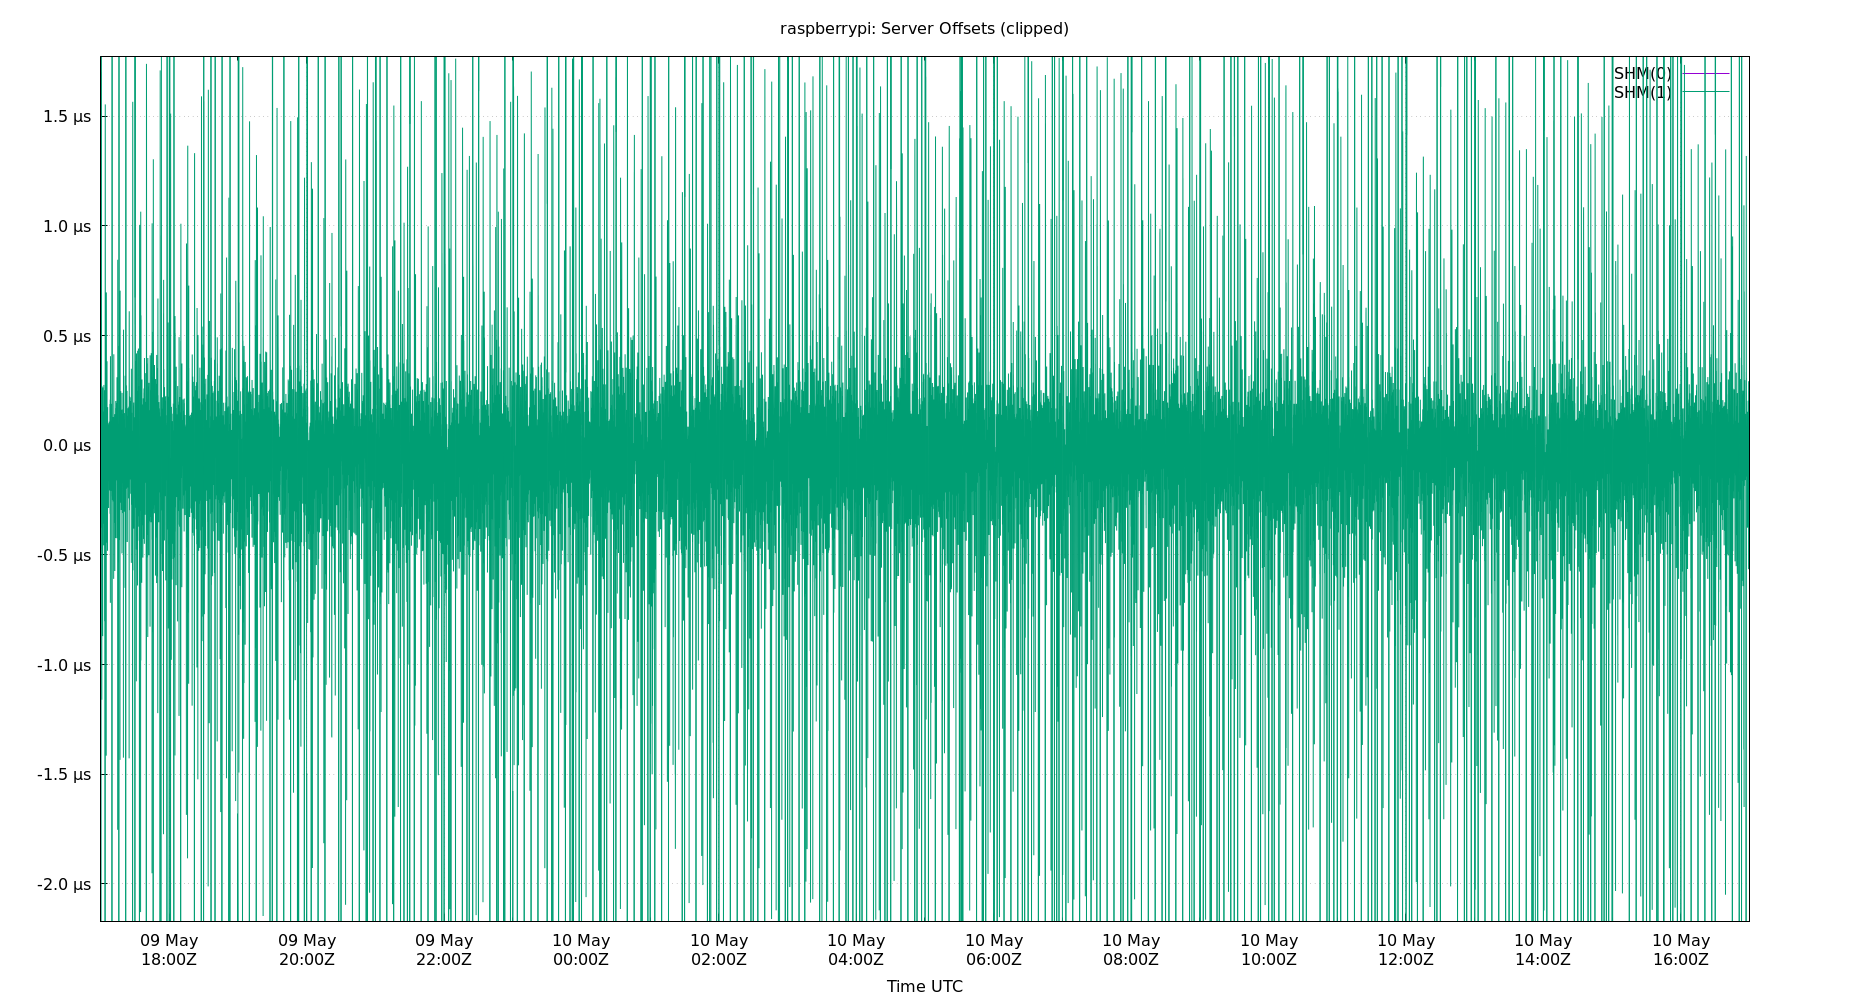 raspberrypi: Server Offsets (clipped)
SHM(0)
SHM(1)
1.5 µs
1.0 µs
0.5 µs
0.0 µs
-0.5 µs
-1.0 µs
-1.5 µs
-2.0 µs
09 May 09 May 09 May 10 May 10 May 10 May 10 May 10 May 10 May 10 May 10 May 10 May
18:00Z 20:00Z 22:00Z 00:00Z 02:00Z 04:00Z 06:00Z 08:00Z 10:00Z 12:00Z 14:00Z 16:00Z
Time UTC